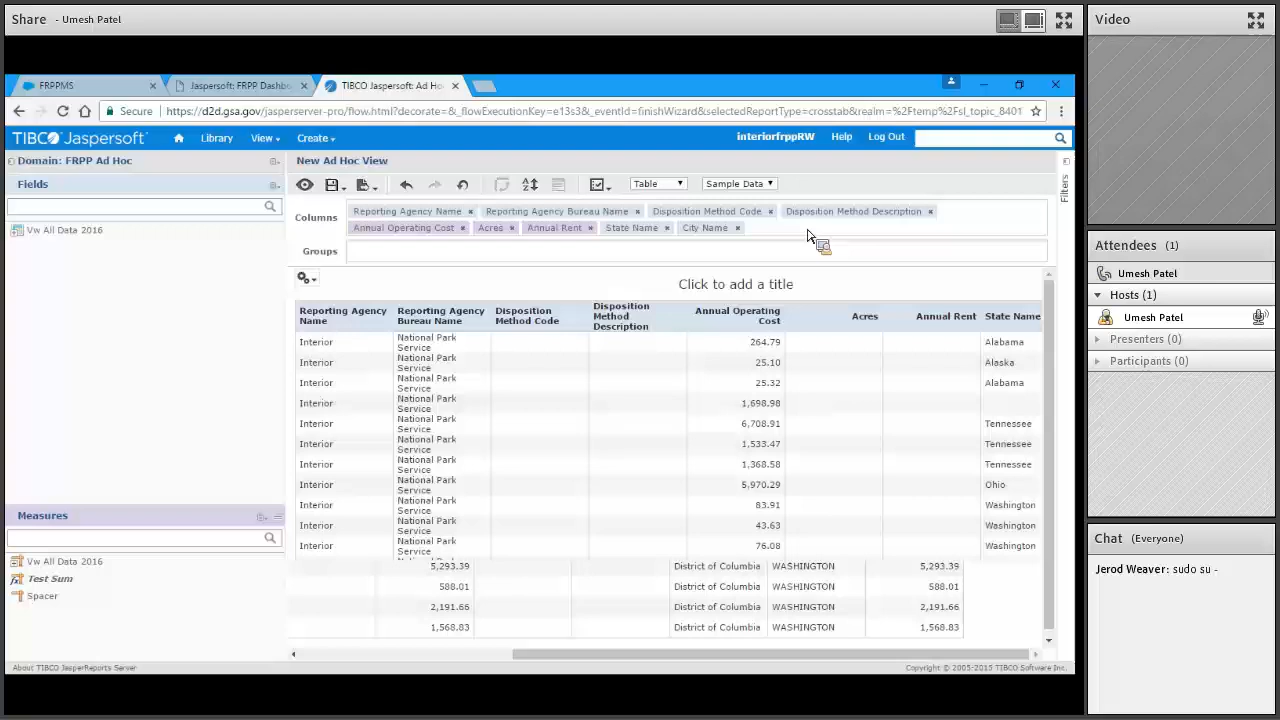 Share - Umesh Patel
Video
FRPPMS
Jaspersoft: FRPP Dashbo
TIBCO Jaspersoft: Ad Ho
Secure
https://d2d.gsa.gov/jasperserver-pro/flow.html?decorate=&_flowExecutionKey=e13s3&_eventId=finishWizard&selectedReportType=crosstab&realm=%2Ftemp%2Fsl_topic_8401
TIBCO Jaspersoft
Library
View
Create
interiorfrppRW
Help
Log Out
Domain: FRPP Ad Hoc
New Ad Hoc View
Filters
Fields
Table
Sample Data
Columns
Reporting Agency Name
Reporting Agency Bureau Name
Disposition Method Code
Disposition Method Description
Annual Operating Cost
Acres
Annual Rent
State Name
City Name
Groups
Vw All Data 2016
Click to add a title
Reporting Agency Name
Reporting Agency Bureau Name
Disposition Method Code
Disposition Method Description
Annual Operating Cost
Acres
Annual Rent
State Name
Interior National Park Service 264.79 Alabama
Interior National Park Service 25.10 Alaska
Interior National Park Service 25.32 Alabama
Interior National Park Service 1,698.98
Interior National Park Service 6,708.91 Tennessee
Interior National Park Service 1,533.47 Tennessee
Interior National Park Service 1,368.58 Tennessee
Interior National Park Service 5,970.29 Ohio
Interior National Park Service 83.91 Washington
Interior National Park Service 43.63 Washington
Interior National Park Service 76.08 Washington
5,293.39 District of Columbia WASHINGTON 5,293.39
588.01 District of Columbia WASHINGTON 588.01
2,191.66 District of Columbia WASHINGTON 2,191.66
1,568.83 District of Columbia WASHINGTON 1,568.83
Measures
Vw All Data 2016
Test Sum
Spacer
About TIBCO JasperReports Server
Copyright © 2005-2015 TIBCO Software Inc.
Attendees (1)
Umesh Patel
Hosts (1)
Umesh Patel
Presenters (0)
Participants (0)
Chat (Everyone)
Jerod Weaver: sudo su -